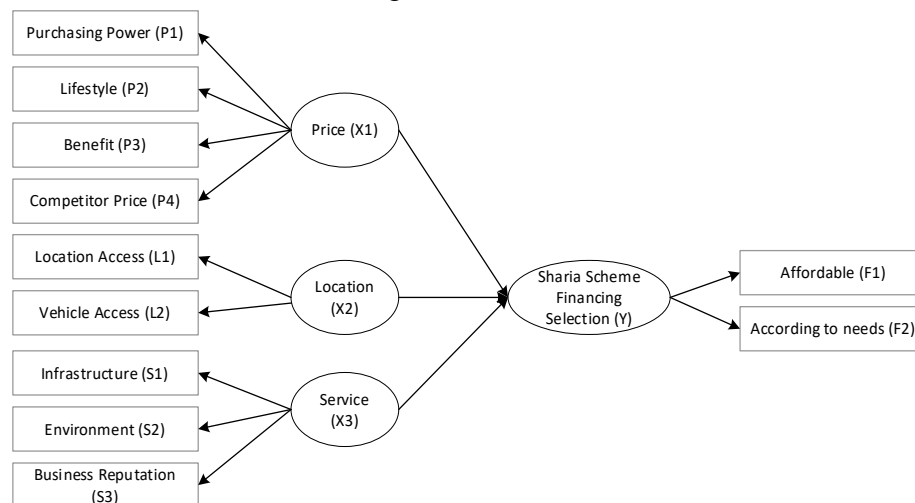 Purchasing Power (P1)
Lifestyle (P2)
Benefit (P3)
Competitor Price (P4)
Location Access (L1)
Vehicle Access (L2)
Infrastructure (S1)
Environment (S2)
Business Reputation
(S3)
Price (X1)
Location
(X2)
Service
(X3)
Sharia Scheme
Financing
Selection (Y)
Affordable (F1)
According to needs (F2)